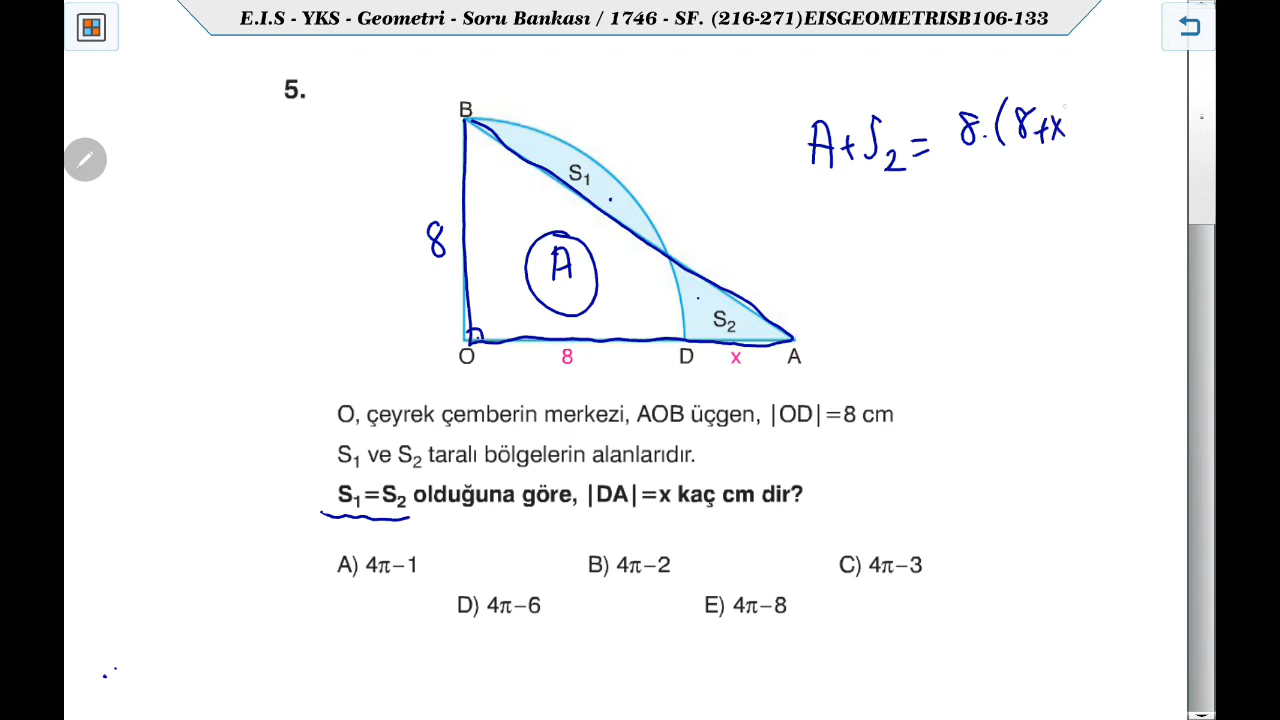 E.I.S - YKS - Geometri - Soru Bankası / 1746 - SF. (216-271)EISGEOMETRISB106-133
5.
B
S₁
A+S₂ = 8.(8+x
8
A
S₂
O 8 D x A
O, çeyrek çemberin merkezi, AOB üçgen, |OD|=8 cm
S₁ ve S₂ taralı bölgelerin alanlarıdır.
S₁=S₂ olduğuna göre, |DA|=x kaç cm dir?
A) 4π−1 B) 4π−2 C) 4π−3
D) 4π−6 E) 4π−8